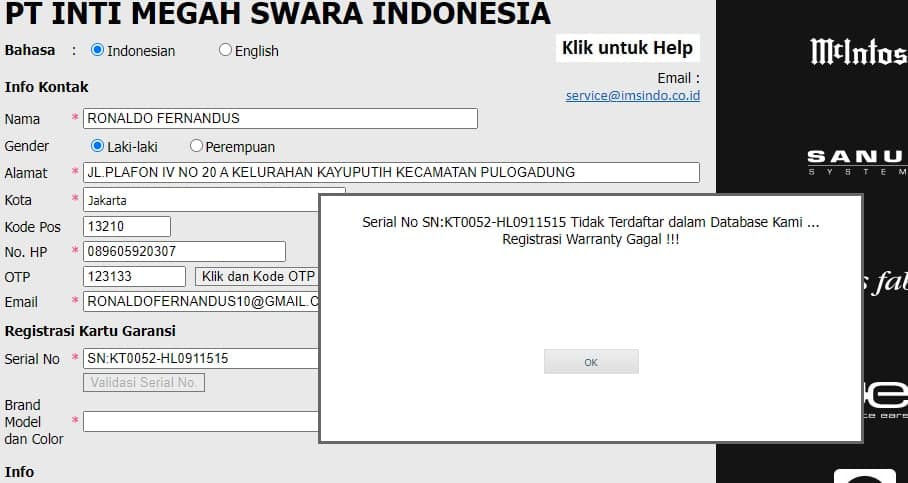 PT INTI MEGAH SWARA INDONESIA
Bahasa : Indonesian English
Klik untuk Help
Email :
service@imsindo.co.id
Info Kontak
Nama * RONALDO FERNANDUS
Gender Laki-laki Perempuan
Alamat * JL.PLAFON IV NO 20 A KELURAHAN KAYUPUTIH KECAMATAN PULOGADUNG
Kota * Jakarta
Kode Pos 13210
No. HP * 089605920307
OTP 123133 Klik dan Kode OTP
Email * RONALDOFERNANDUS10@GMAIL.C
Registrasi Kartu Garansi
Serial No * SN:KT0052-HL0911515
Validasi Serial No.
Brand
Model *
dan Color
Info
Serial No SN:KT0052-HL0911515 Tidak Terdaftar dalam Database Kami ...
Registrasi Warranty Gagal !!!
OK
McIntos
SANU
SYSTEM
s fab